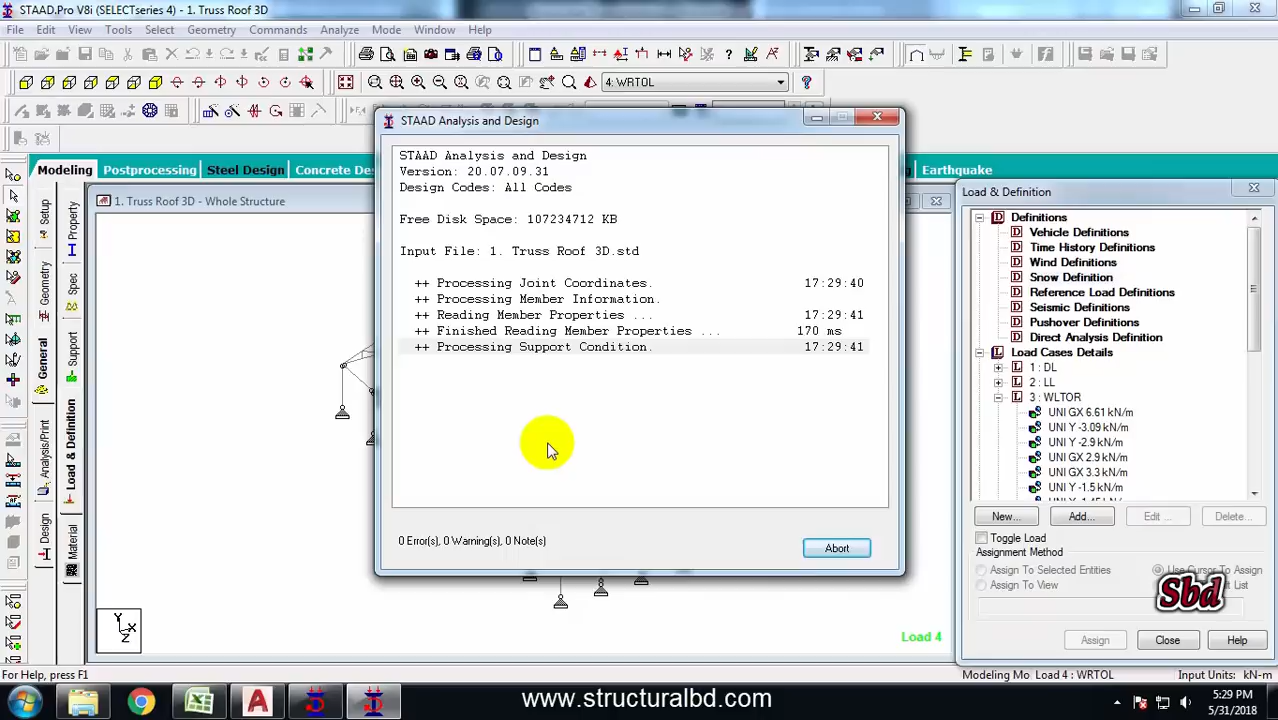 STAAD.Pro V8i (SELECTseries 4) - 1. Truss Roof 3D
File Edit View Tools Select Geometry Commands Analyze Mode Window Help
4: WRTOL
Modeling Postprocessing Steel Design Concrete Des Earthquake
1. Truss Roof 3D - Whole Structure
Setup
Geometry
General
Analysis/Print
Design
Property
Spec
Support
Load & Definition
Material
STAAD Analysis and Design
STAAD Analysis and Design
Version: 20.07.09.31
Design Codes: All Codes
Free Disk Space: 107234712 KB
Input File: 1. Truss Roof 3D.std
++ Processing Joint Coordinates. 17:29:40
++ Processing Member Information.
++ Reading Member Properties ... 17:29:41
++ Finished Reading Member Properties ... 170 ms
++ Processing Support Condition. 17:29:41
0 Error(s), 0 Warning(s), 0 Note(s)
Abort
Y
X
Z
Load 4
Load & Definition
Definitions
Vehicle Definitions
Time History Definitions
Wind Definitions
Snow Definition
Reference Load Definitions
Seismic Definitions
Pushover Definitions
Direct Analysis Definition
Load Cases Details
1 : DL
2 : LL
3 : WLTOR
UNI GX 6.61 kN/m
UNI Y -3.09 kN/m
UNI Y -2.9 kN/m
UNI GX 2.9 kN/m
UNI GX 3.3 kN/m
UNI Y -1.5 kN/m
New... Add... Edit ... Delete...
Toggle Load
Assignment Method
Assign To Selected Entities Use Cursor To Assign
Assign To View it List
Sbd
Assign Close Help
For Help, press F1
Modeling Mo Load 4 : WRTOL Input Units: kN-m
www.structuralbd.com
5:29 PM
5/31/2018